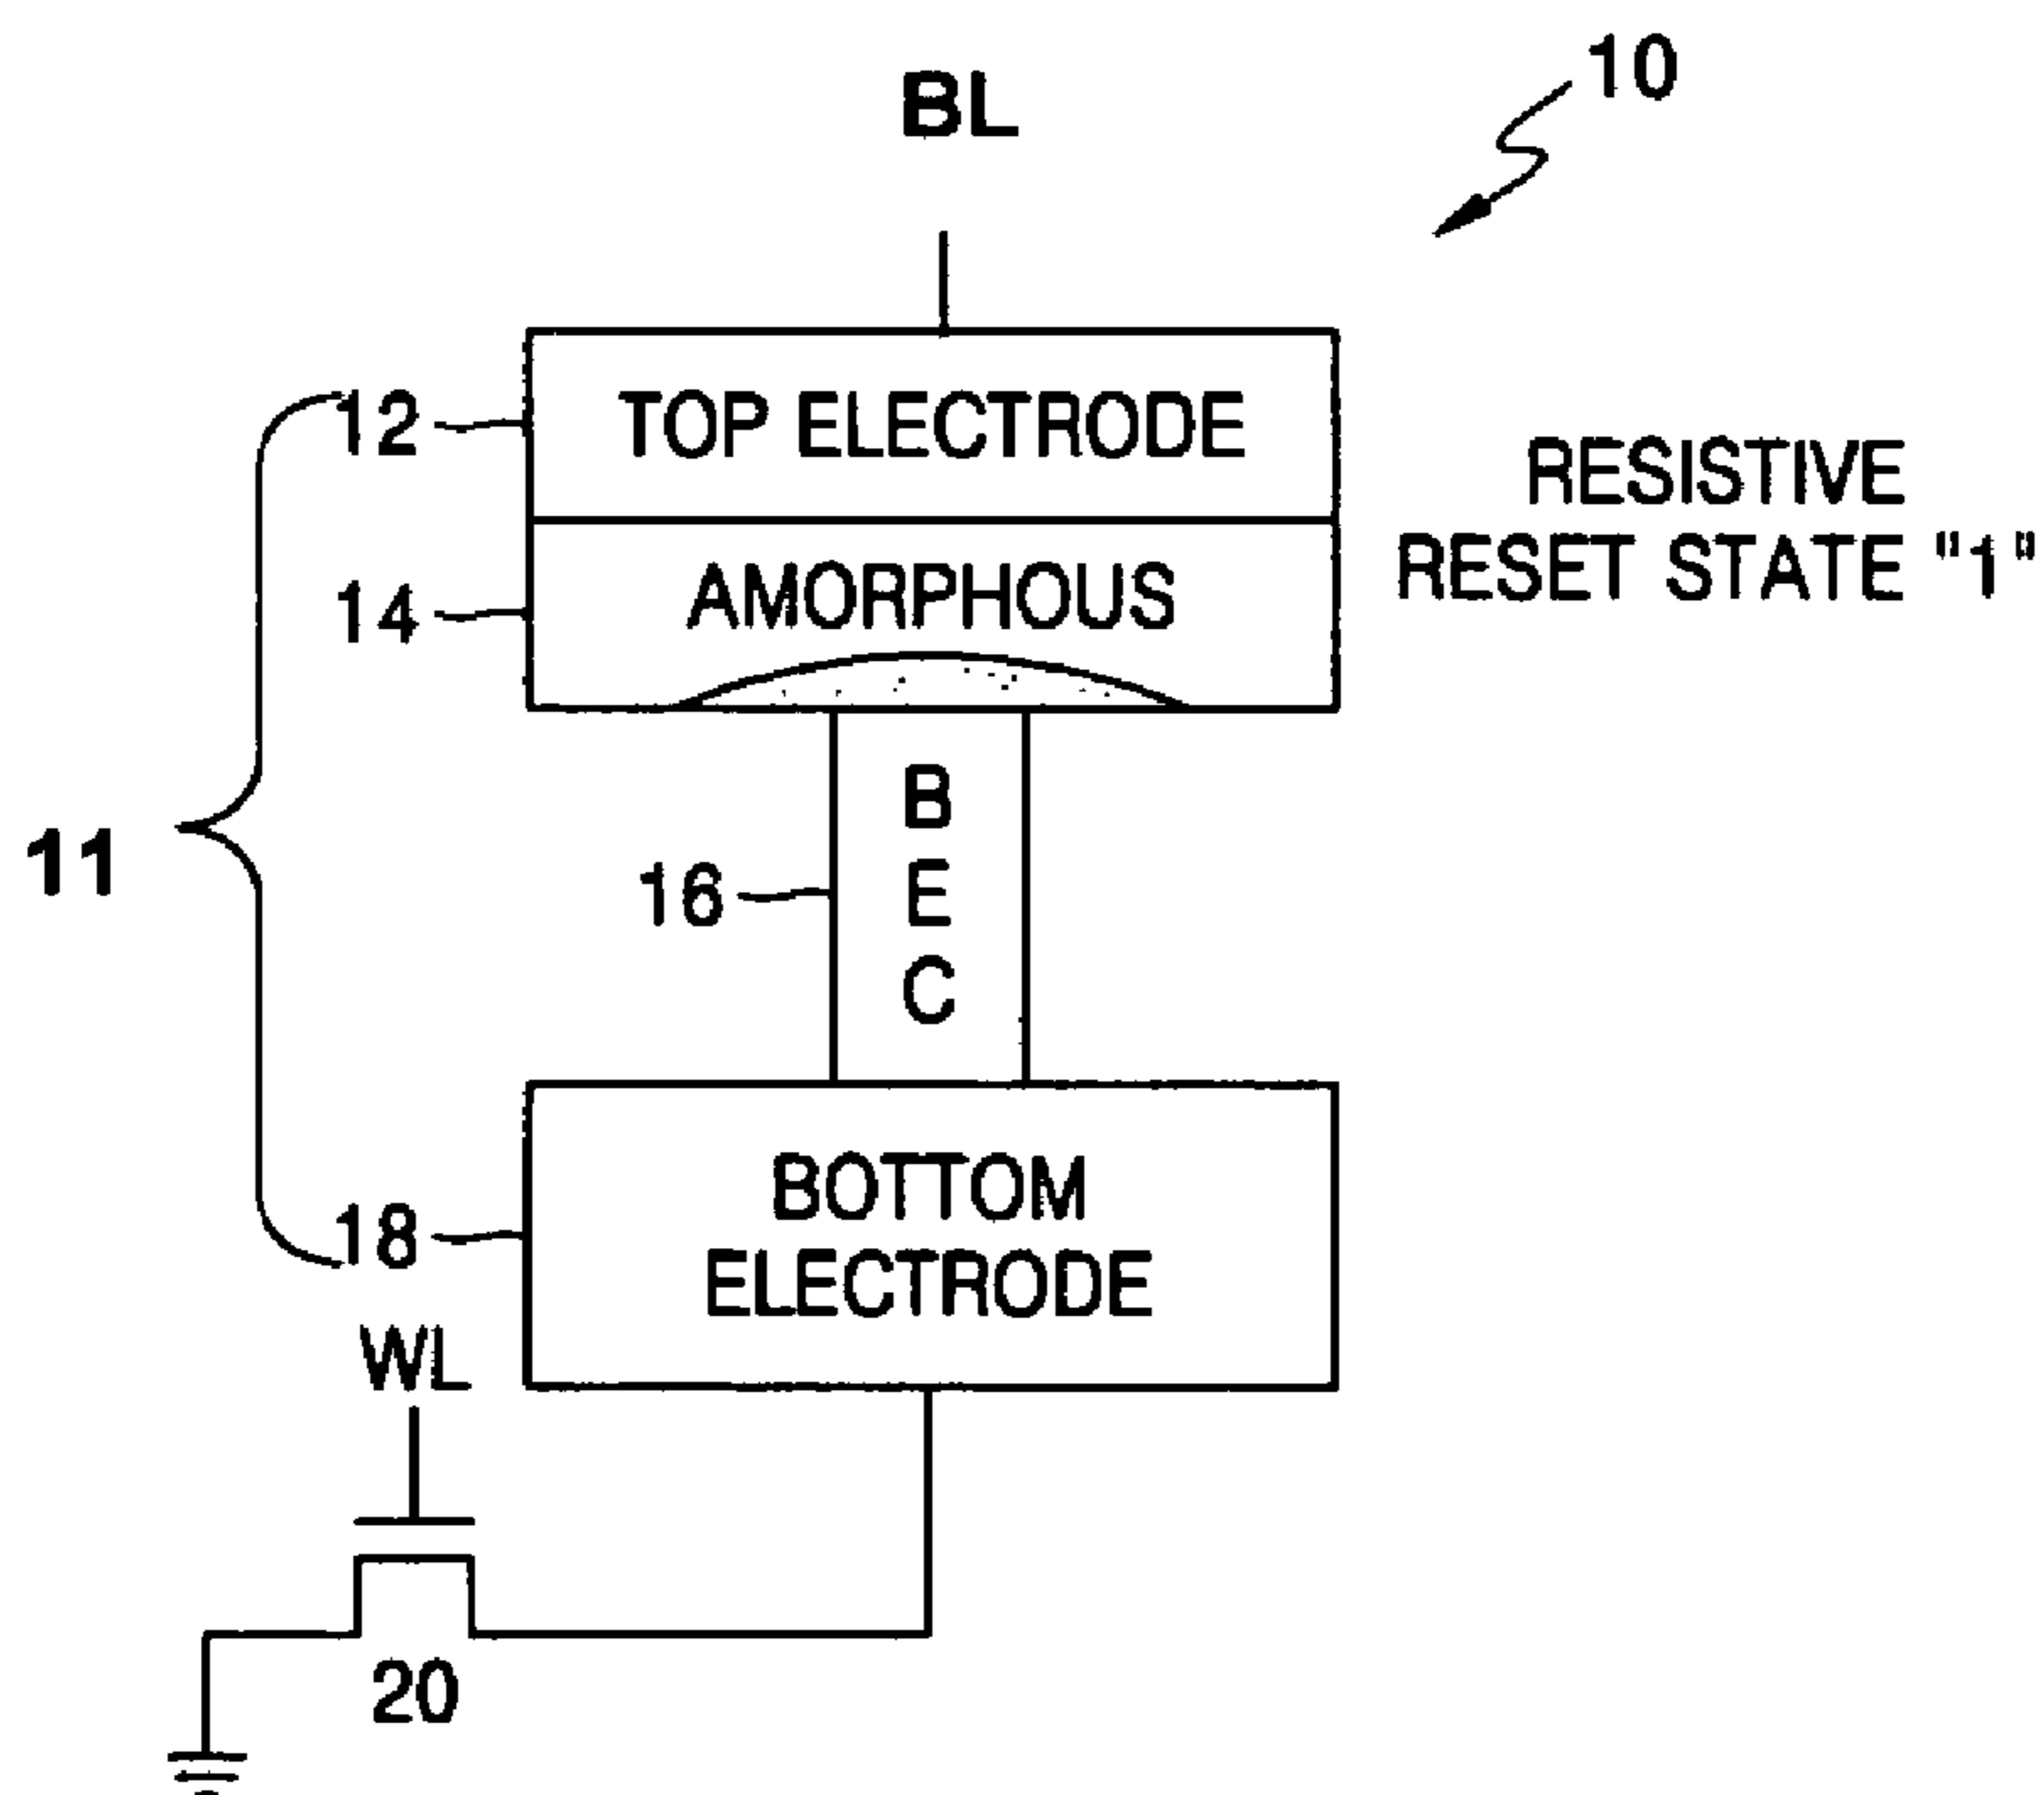 10
BL
12
TOP ELECTRODE
RESISTIVE
RESET STATE "1"
14
AMORPHOUS
11
16
B
E
C
18
BOTTOM
ELECTRODE
WL
20